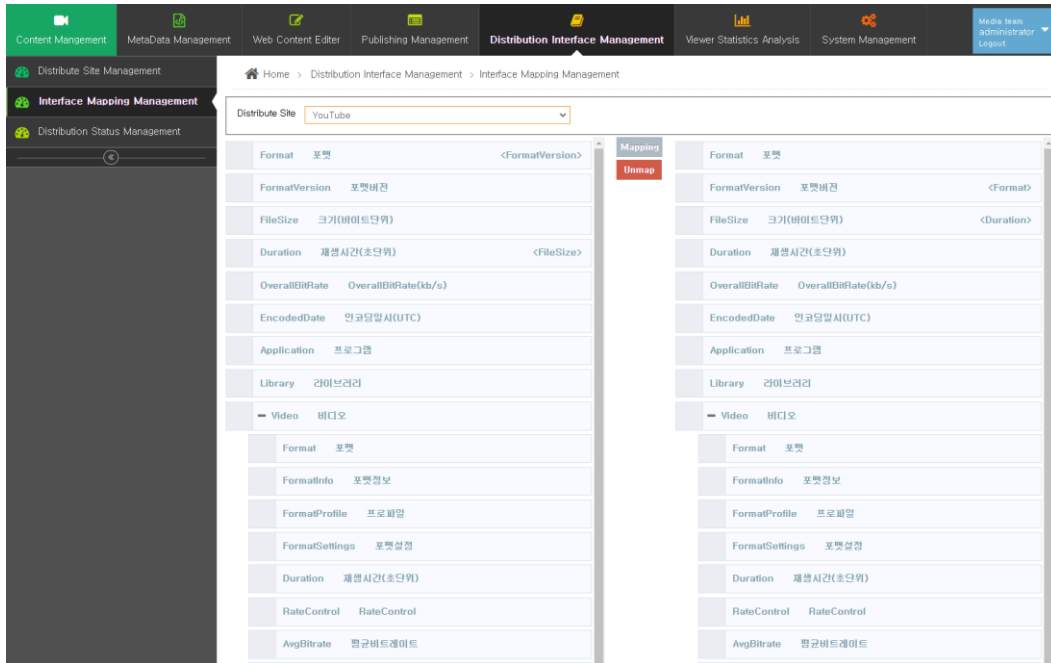 Content Mangement
MetaData Management
Web Content Editer
Publishing Management
Distribution Interface Management
Viewer Statistics Analysis
System Management
Media team
administrator
Logout
Distribute Site Management
Interface Mapping Management
Distribution Status Management
Home > Distribution Interface Management > Interface Mapping Management
Distribute Site YouTube
Format 포맷 <FormatVersion>
FormatVersion 포맷버전
FileSize 크기(바이트단위)
Duration 재생시간(초단위) <FileSize>
OverallBitRate OverallBitRate(kb/s)
EncodedDate 인코딩일시(UTC)
Application 프로그램
Library 라이브러리
Video 비디오
Format 포맷
FormatInfo 포맷정보
FormatProfile 프로파일
FormatSettings 포맷설정
Duration 재생시간(초단위)
RateControl RateControl
AvgBitrate 평균비트레이트
Mapping
Unmap
Format 포맷
FormatVersion 포맷버전 <Format>
FileSize 크기(바이트단위) <Duration>
Duration 재생시간(초단위)
OverallBitRate OverallBitRate(kb/s)
EncodedDate 인코딩일시(UTC)
Application 프로그램
Library 라이브러리
Video 비디오
Format 포맷
FormatInfo 포맷정보
FormatProfile 프로파일
FormatSettings 포맷설정
Duration 재생시간(초단위)
RateControl RateControl
AvgBitrate 평균비트레이트